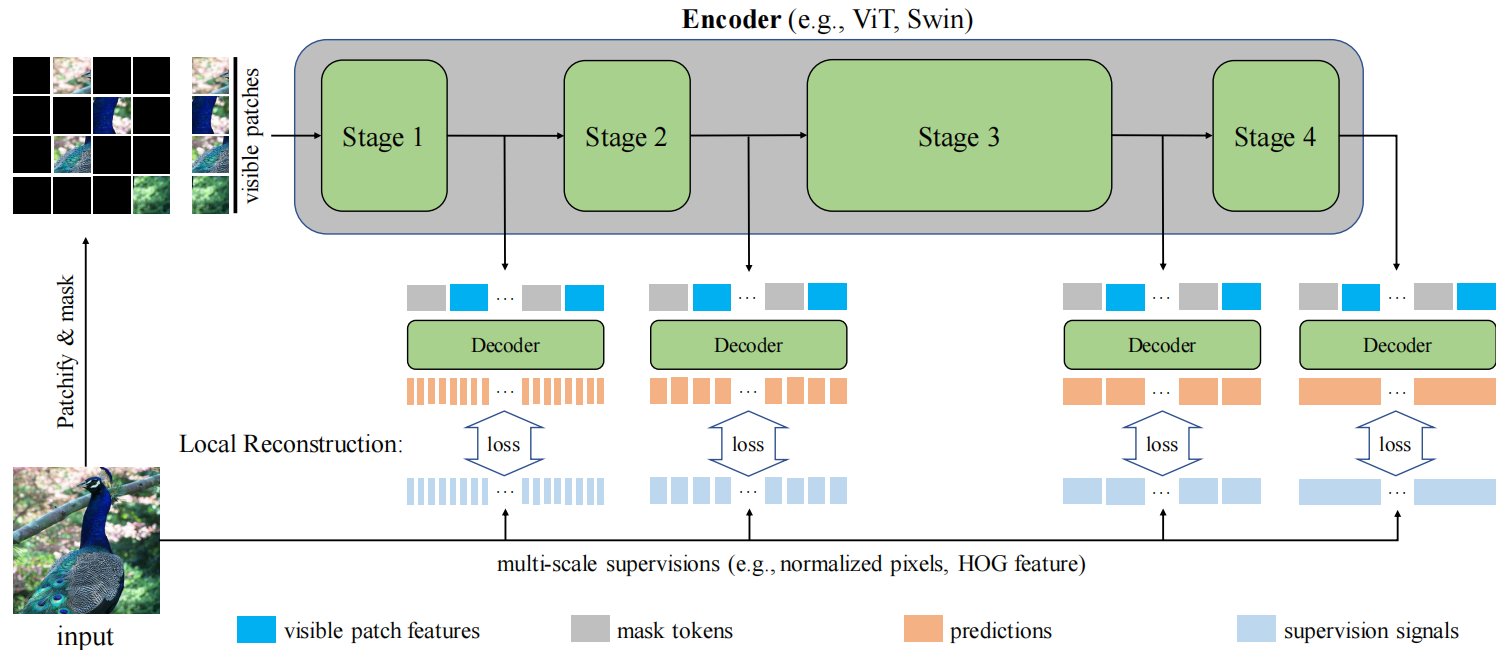 Encoder (e.g., ViT, Swin)
visible patches
Stage 1
Stage 2
Stage 3
Stage 4
Patchify & mask
...
...
...
...
...
...
...
...
Decoder
Decoder
Decoder
Decoder
...
...
...
...
Local Reconstruction:
loss
loss
loss
loss
...
...
...
...
multi-scale supervisions (e.g., normalized pixels, HOG feature)
input
visible patch features
mask tokens
predictions
supervision signals